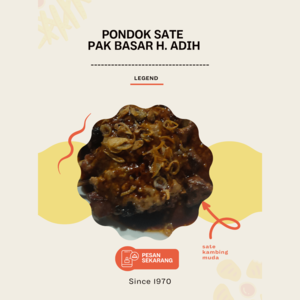 PONDOK SATE
PAK BASAR H. ADIH
LEGEND
sate
kambing
muda
PESAN
SEKARANG
Since 1970